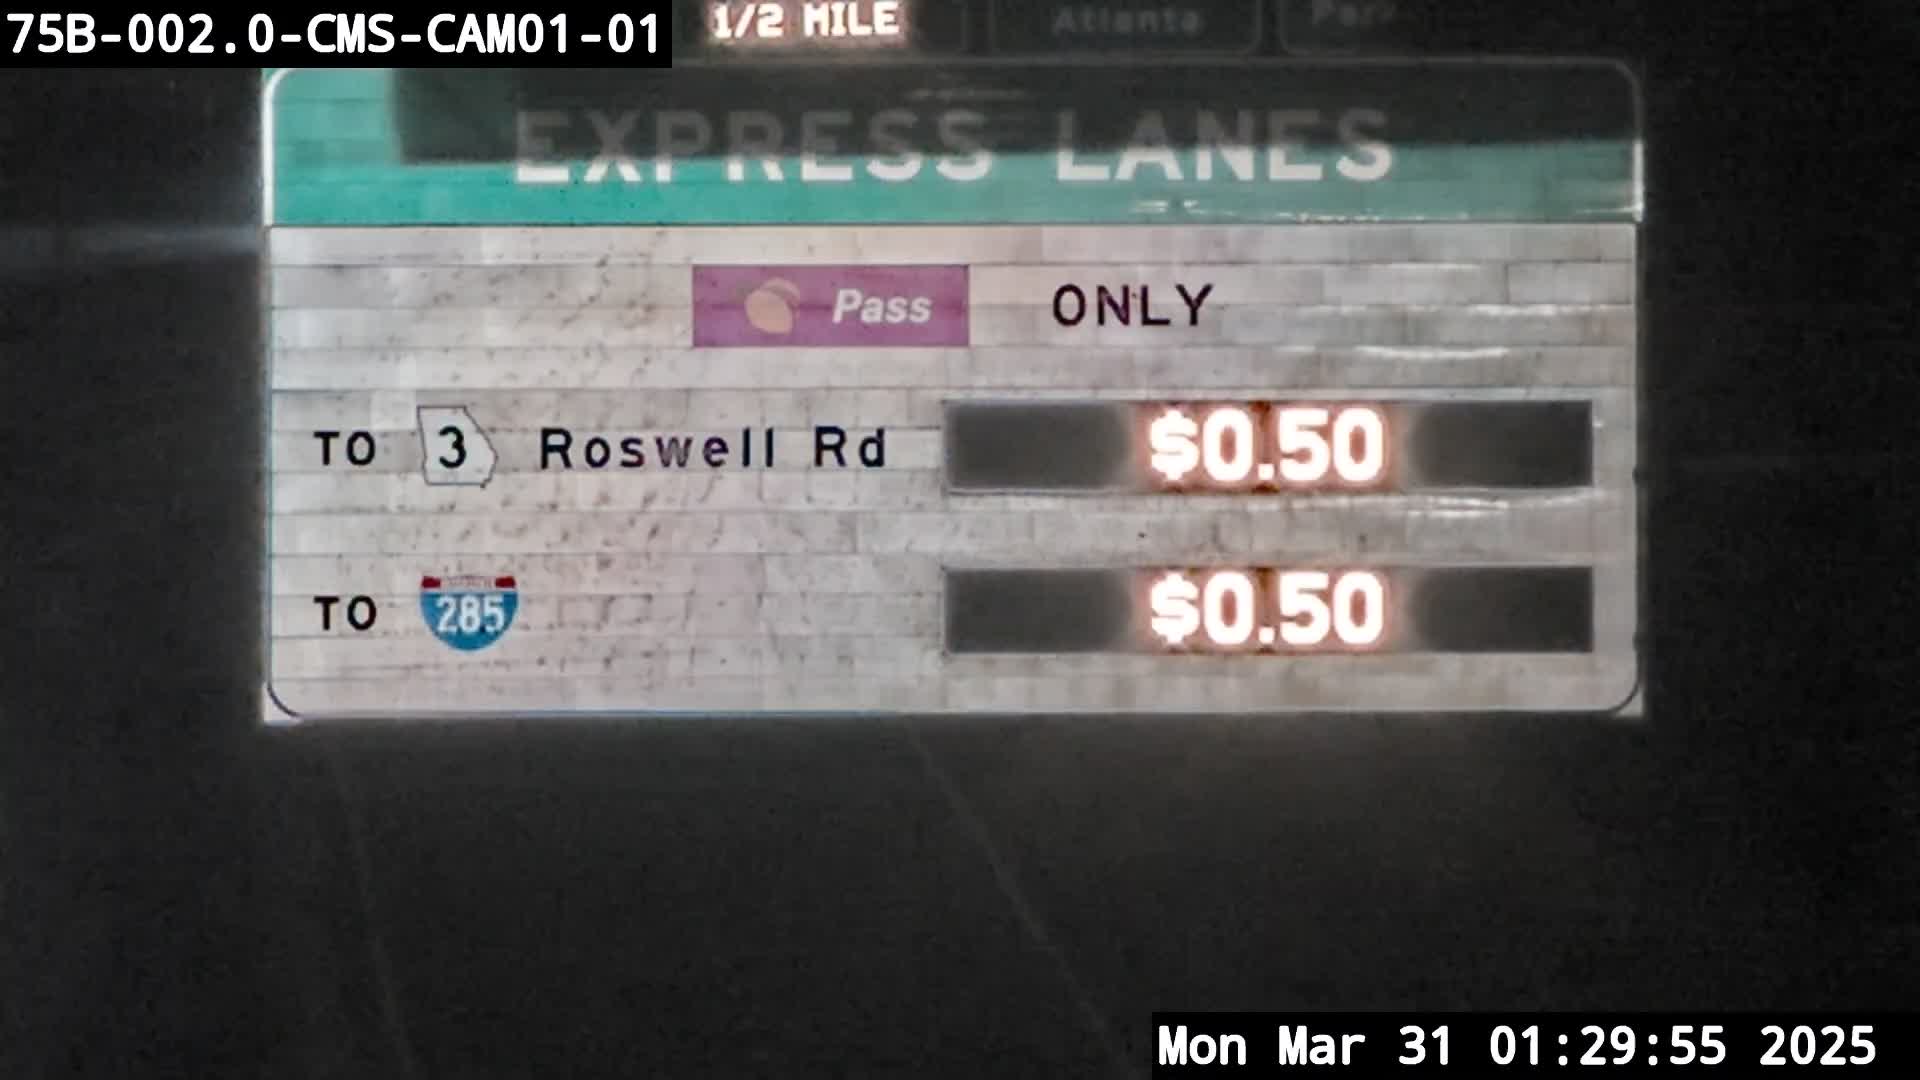 75B-002.0-CMS-CAM01-01
1/2 MILE
Atlanta
Park
EXPRESS LANES
Pass ONLY
TO 3 Roswell Rd $0.50
TO 285 $0.50
Mon Mar 31 01:29:55 2025